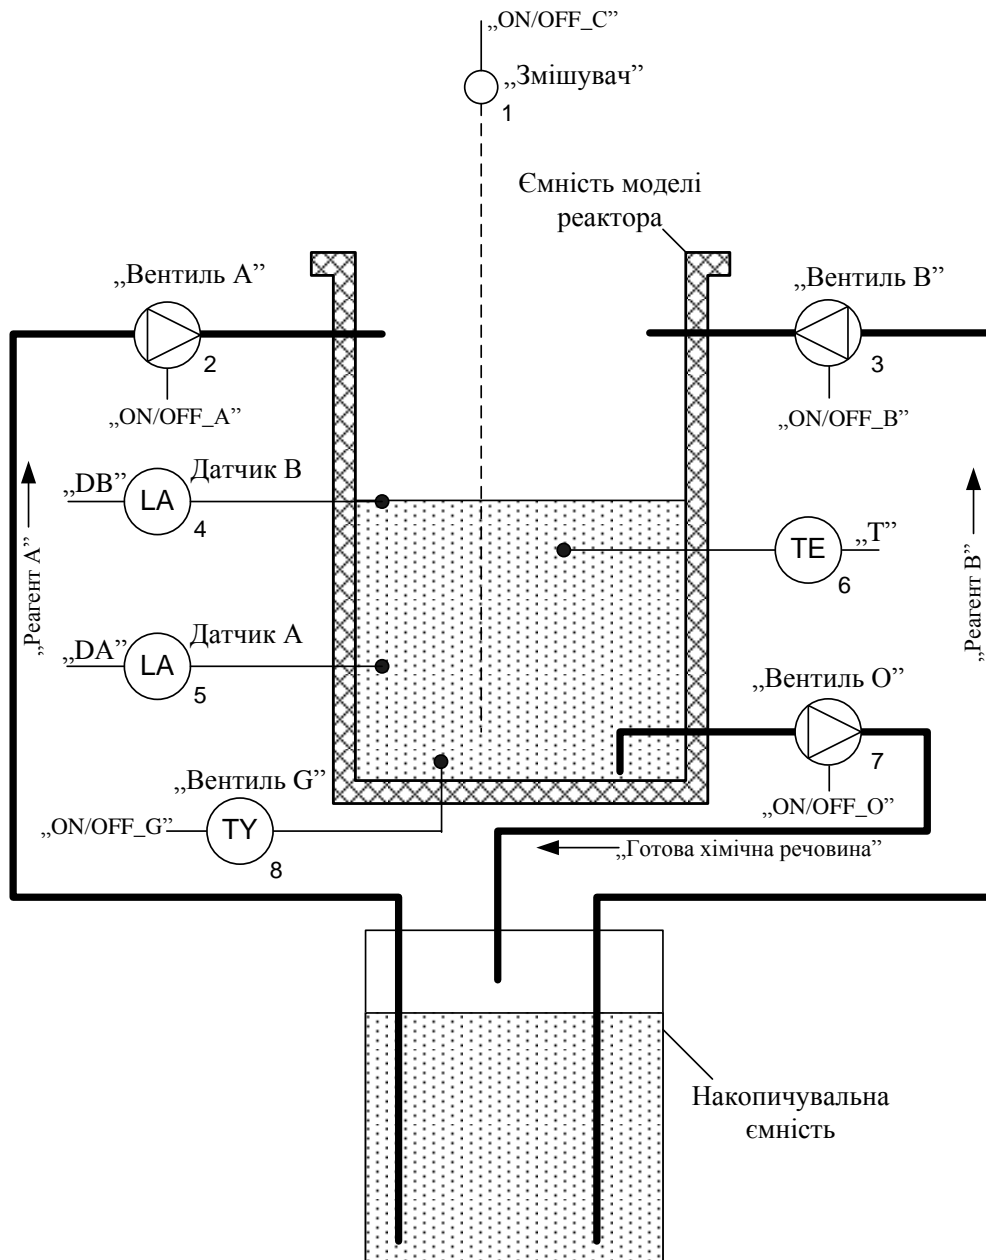 „ON/OFF_C”
„Змішувач”
1
Ємність моделі
реактора
„Вентиль A”
2
„ON/OFF_A”
„Вентиль B”
3
„ON/OFF_B”
„Реагент A”
„DB”
LA
Датчик B
4
TE
„T”
6
„Реагент B”
„DA”
LA
Датчик A
5
„Вентиль O”
7
„ON/OFF_O”
„Вентиль G”
„ON/OFF_G”
TY
8
„Готова хімічна речовина”
Накопичувальна
ємність